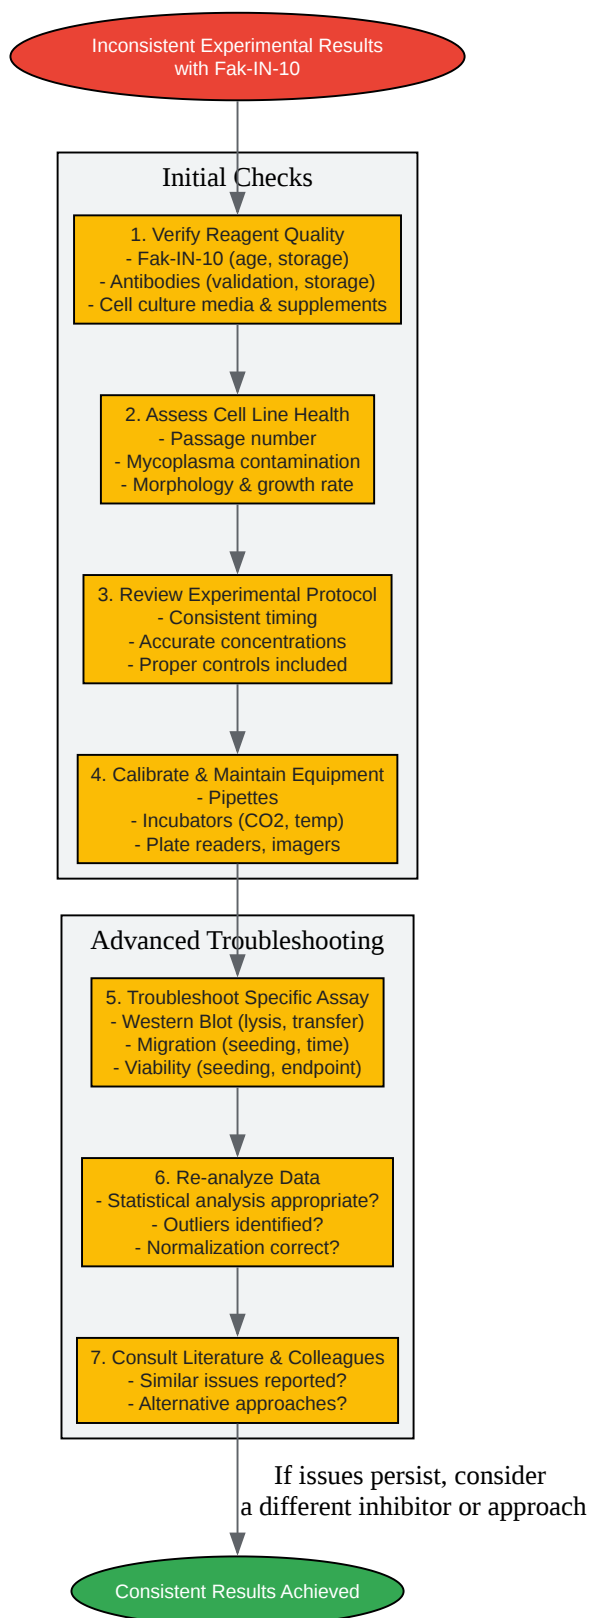 Inconsistent Experimental Results
with Fak-IN-10
Initial Checks
1. Verify Reagent Quality
- Fak-IN-10 (age, storage)
- Antibodies (validation, storage)
- Cell culture media & supplements
2. Assess Cell Line Health
- Passage number
- Mycoplasma contamination
- Morphology & growth rate
3. Review Experimental Protocol
- Consistent timing
- Accurate concentrations
- Proper controls included
4. Calibrate & Maintain Equipment
- Pipettes
- Incubators (CO2, temp)
- Plate readers, imagers
Advanced Troubleshooting
5. Troubleshoot Specific Assay
- Western Blot (lysis, transfer)
- Migration (seeding, time)
- Viability (seeding, endpoint)
6. Re-analyze Data
- Statistical analysis appropriate?
- Outliers identified?
- Normalization correct?
7. Consult Literature & Colleagues
- Similar issues reported?
- Alternative approaches?
If issues persist, consider
a different inhibitor or approach
Consistent Results Achieved